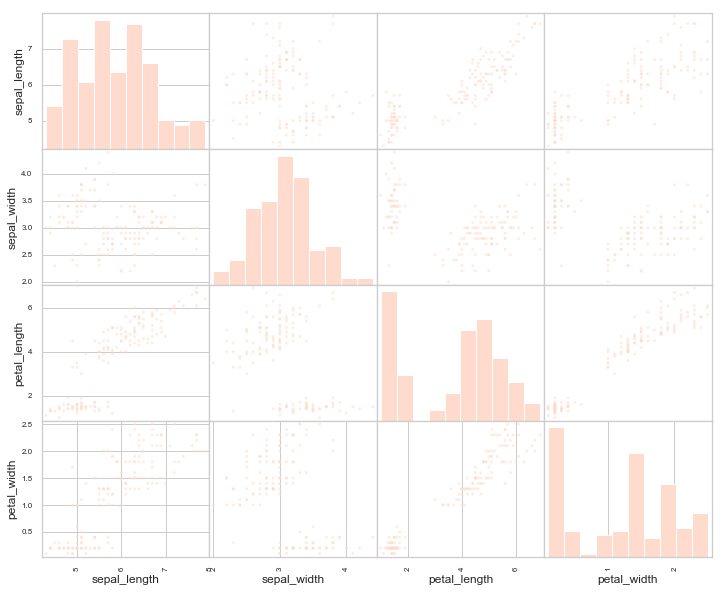 sepal_length
7
6
5
sepal_width
4.0
3.5
3.0
2.5
2.0
petal_length
6
4
2
petal_width
2.5
2.0
1.5
1.0
0.5
5 6 7 8 2 3 4 2 4 6 1 2
sepal_length sepal_width petal_length petal_width